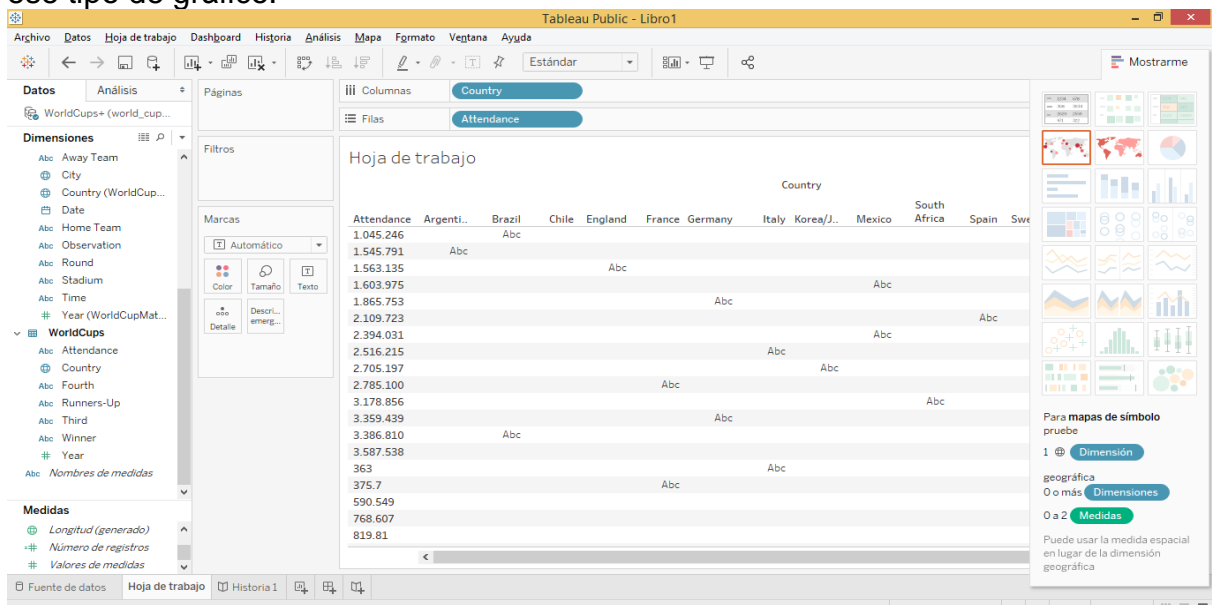 ese tipo de gráfico.
Tableau Public - Libro1
Archivo Datos Hoja de trabajo Dashboard Historia Análisis Mapa Formato Ventana Ayuda
Estándar
Mostrarme
Datos Análisis
WorldCups+ (world_cup...
Dimensiones
Abc Away Team
City
Country (WorldCup...
Date
Abc Home Team
Abc Observation
Abc Round
Abc Stadium
Abc Time
# Year (WorldCupMat...
WorldCups
Abc Attendance
Country
Abc Fourth
Abc Runners-Up
Abc Third
Abc Winner
# Year
Abc Nombres de medidas
Medidas
Longitud (generado)
=# Número de registros
# Valores de medidas
Páginas
Filtros
Marcas
T Automático
Color Tamaño Texto
Detalle Descri... emerg...
iii Columnas Country
Filas Attendance
Hoja de trabajo
Country
Attendance Argenti.. Brazil Chile England France Germany Italy Korea/J.. Mexico South Africa Spain Swe
1.045.246 Abc
1.545.791 Abc
1.563.135 Abc
1.603.975 Abc
1.865.753 Abc
2.109.723 Abc
2.394.031 Abc
2.516.215 Abc
2.705.197 Abc
2.785.100 Abc
3.178.856 Abc
3.359.439 Abc
3.386.810 Abc
3.587.538
363 Abc
375.7 Abc
590.549
768.607
819.81
Para mapas de símbolo
pruebe
1 Dimensión
geográfica
0 o más Dimensiones
0 a 2 Medidas
Puede usar la medida espacial
en lugar de la dimensión
geográfica
Fuente de datos Hoja de trabajo Historia 1